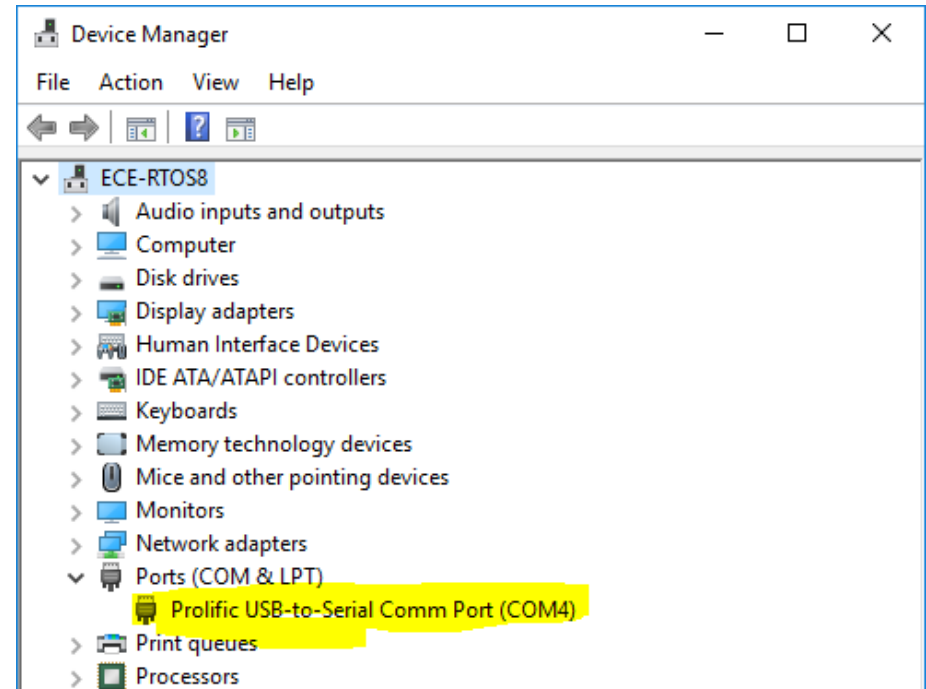 Device Manager
File Action View Help
?
ECE-RTOS8
Audio inputs and outputs
Computer
Disk drives
Display adapters
Human Interface Devices
IDE ATA/ATAPI controllers
Keyboards
Memory technology devices
Mice and other pointing devices
Monitors
Network adapters
Ports (COM & LPT)
Prolific USB-to-Serial Comm Port (COM4)
Print queues
Processors